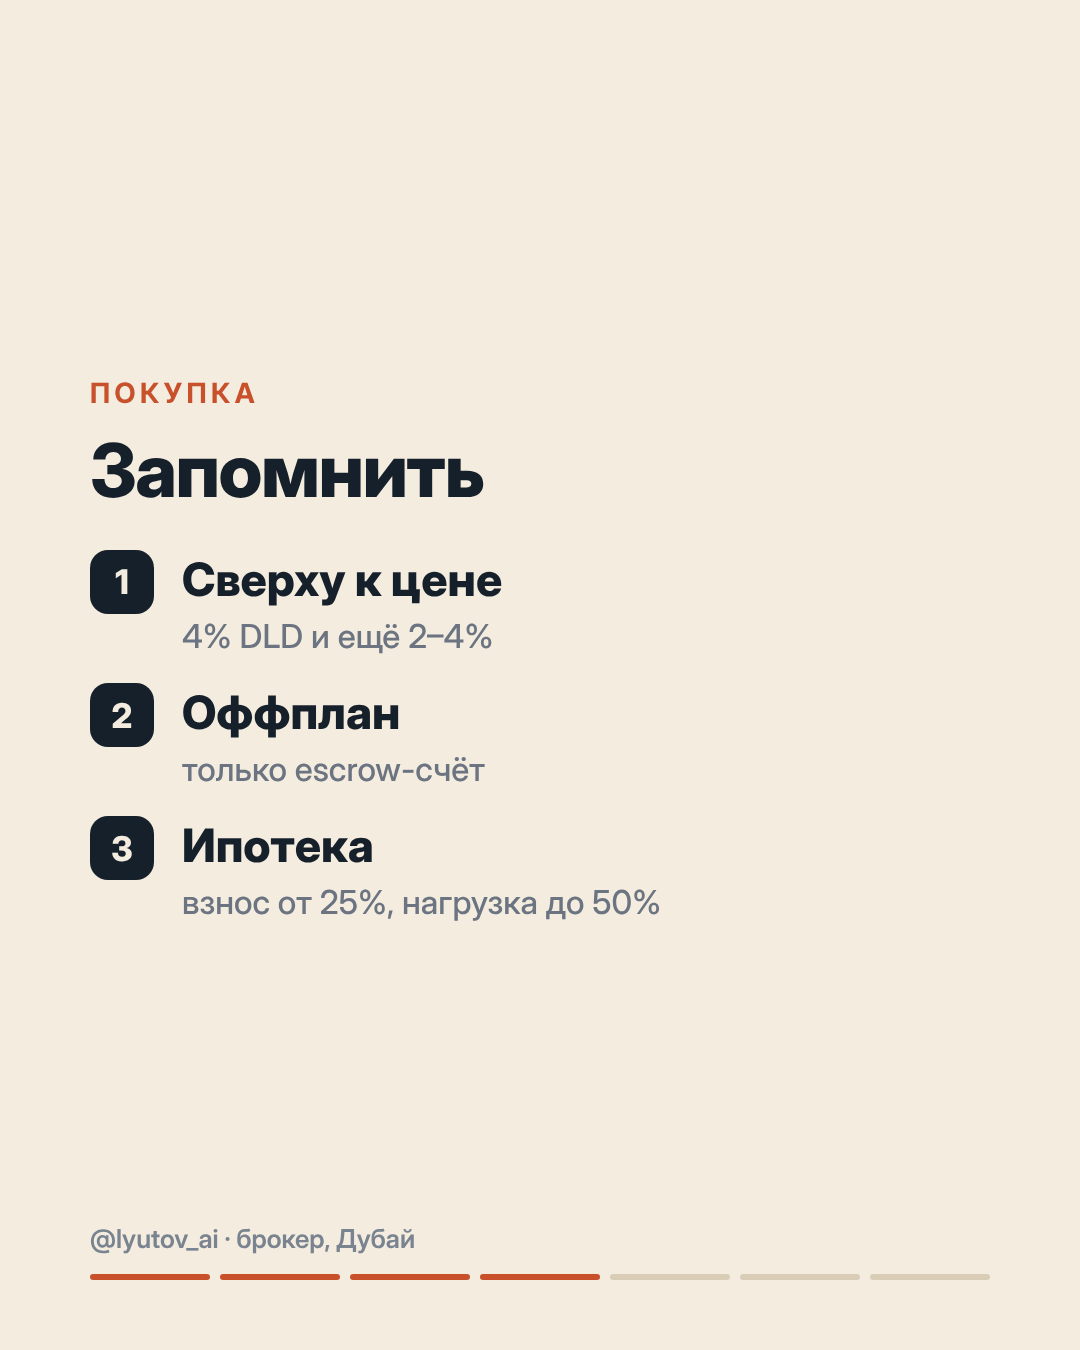 ПОКУПКА
Запомнить
1 Сверху к цене
4% DLD и ещё 2–4%
2 Оффплан
только escrow-счёт
3 Ипотека
взнос от 25%, нагрузка до 50%
@lyutov_ai · брокер, Дубай